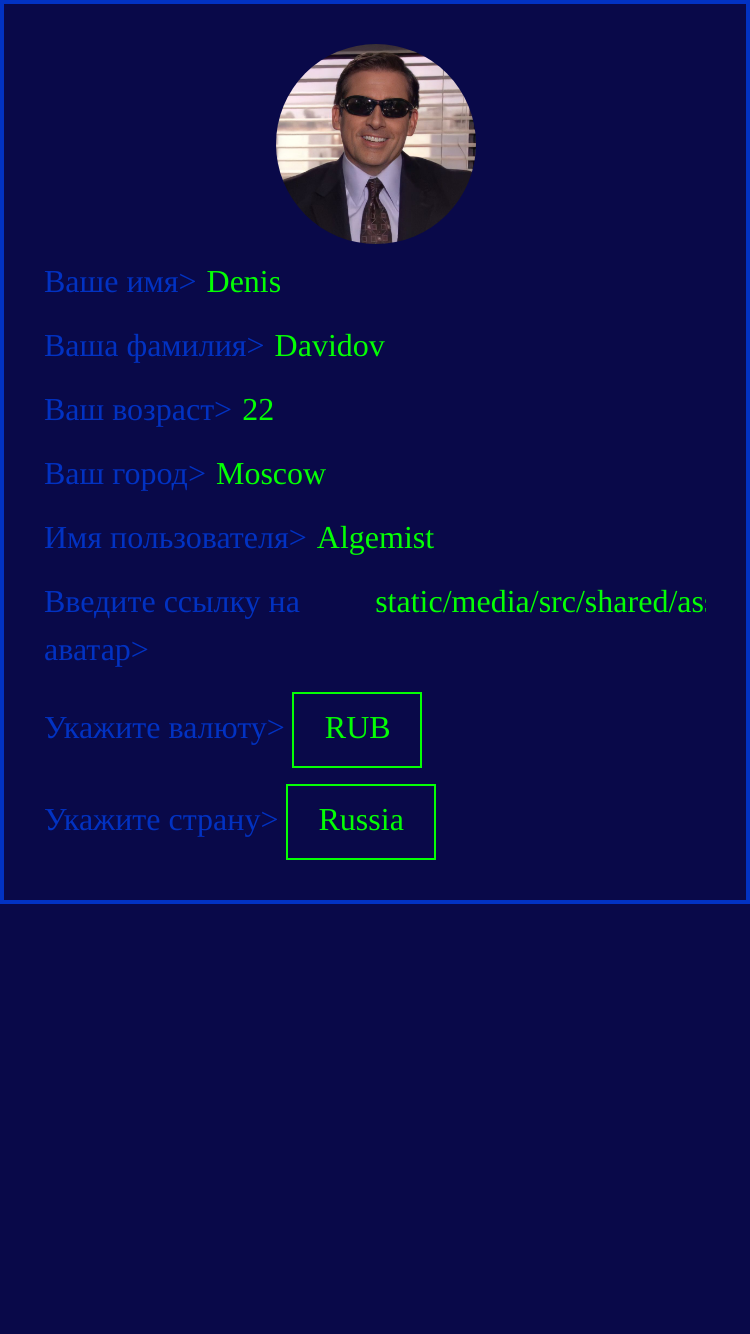 Ваше имя> Denis
Ваша фамилия> Davidov
Ваш возраст> 22
Ваш город> Moscow
Имя пользователя> Algemist
Введите ссылку на static/media/src/shared/as
аватар>
Укажите валюту> RUB
Укажите страну> Russia